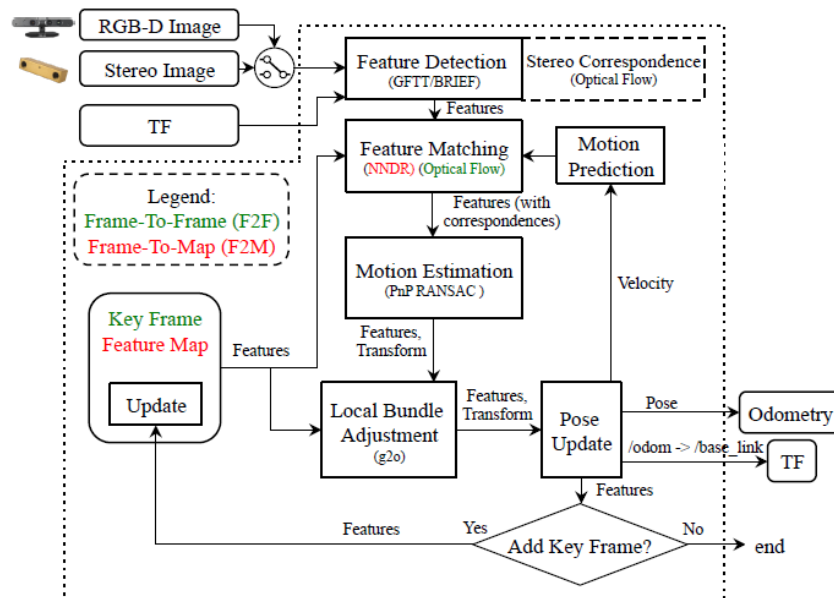 RGB-D Image
Stereo Image
TF
Feature Detection
(GFTT/BRIEF)
Stereo Correspondence
(Optical Flow)
Features
Feature Matching
(NNDR) (Optical Flow)
Motion
Prediction
Legend:
Frame-To-Frame (F2F)
Frame-To-Map (F2M)
Features (with
correspondences)
Motion Estimation
(PnP RANSAC )
Velocity
Key Frame
Feature Map
Update
Features
Features,
Transform
Local Bundle
Adjustment
(g2o)
Features,
Transform
Pose
Update
Pose
Odometry
/odom -> /base_link
TF
Features
Add Key Frame?
Yes
Features
No
end